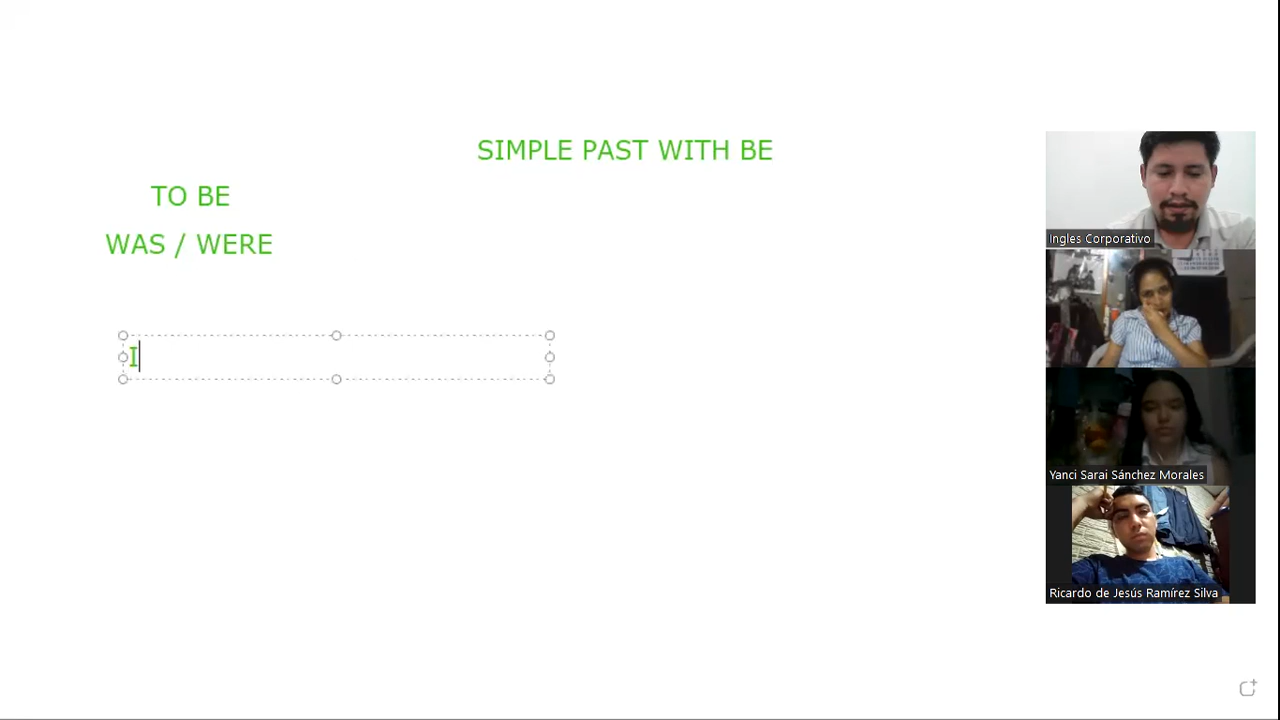 SIMPLE PAST WITH BE
TO BE
WAS / WERE
I
Ingles Corporativo
Yanci Sarai Sánchez Morales
Ricardo de Jesús Ramírez Silva